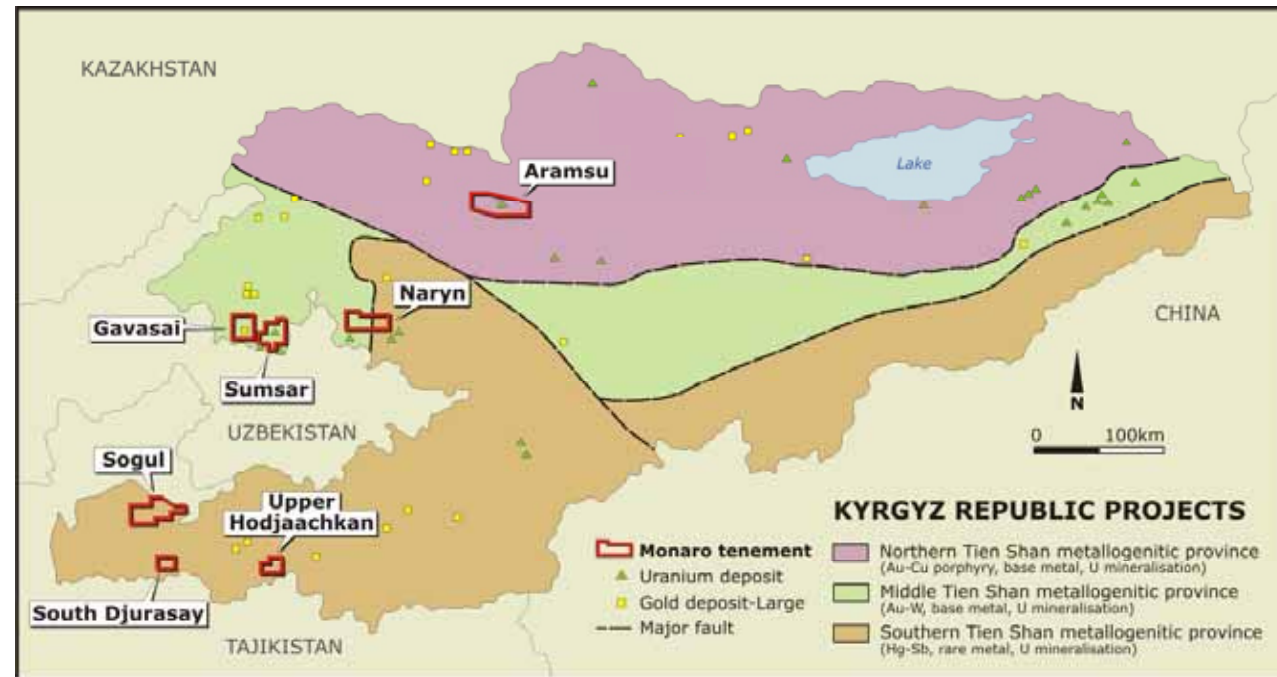 KAZAKHSTAN
Lake
Aramsu
Naryn
CHINA
Gavasai
Sumsar
N
UZBEKISTAN
0 100km
Sogul
Upper
Hodjaachkan
South Djurasay
TAJIKISTAN
KYRGYZ REPUBLIC PROJECTS
Monaro tenement
Uranium deposit
Gold deposit-Large
Major fault
Northern Tien Shan metallogenitic province
(Au-Cu porphyry, base metal, U mineralisation)
Middle Tien Shan metallogenitic province
(Au-W, base metal, U mineralisation)
Southern Tien Shan metallogenitic province
(Hg-Sb, rare metal, U mineralisation)